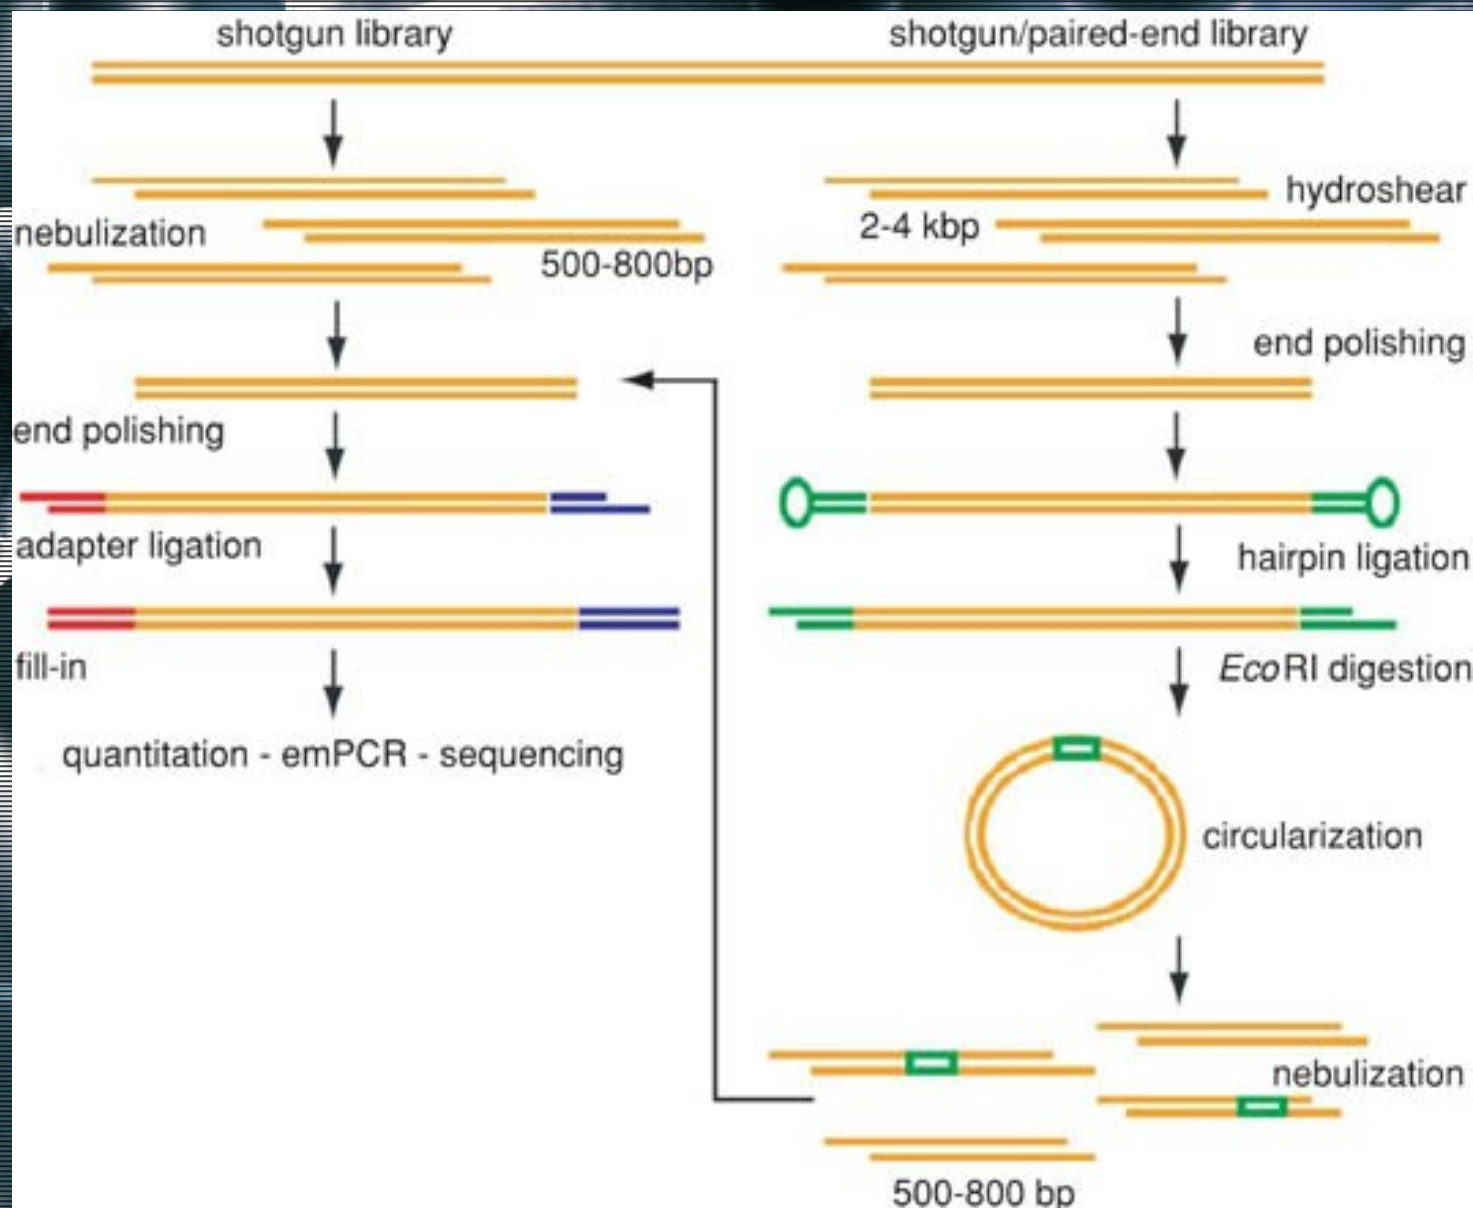 shotgun library
shotgun/paired-end library
nebulization
500-800bp
end polishing
adapter ligation
fill-in
quantitation - emPCR - sequencing
hydroshear
2-4 kbp
end polishing
hairpin ligation
EcoRI digestion
circularization
nebulization
500-800 bp